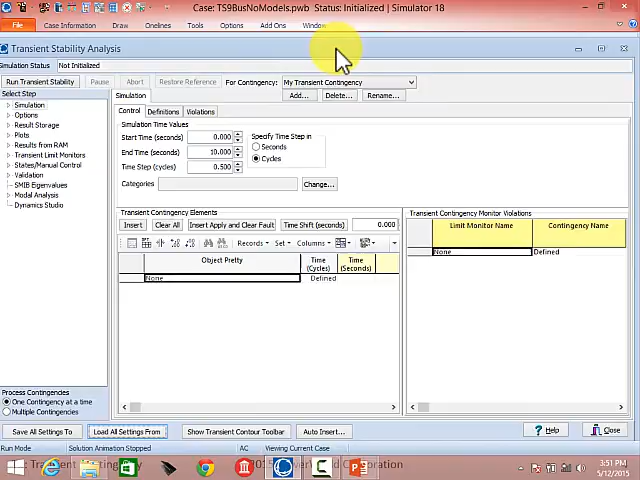 Case: TS9BusNoModels.pwb Status: Initialized | Simulator 18
File Case Information Draw Onelines Tools Options Add Ons Window
Transient Stability Analysis
Simulation Status Not Initialized
Run Transient Stability Pause Abort Restore Reference For Contingency: My Transient Contingency
Add... Delete... Rename...
Select Step
Simulation
Options
Result Storage
Plots
Results from RAM
Transient Limit Monitors
States/Manual Control
Validation
SMIB Eigenvalues
Modal Analysis
Dynamics Studio
Simulation
Control Definitions Violations
Simulation Time Values
Start Time (seconds) 0.000
End Time (seconds) 10.000
Time Step (cycles) 0.500
Specify Time Step in
Seconds
Cycles
Categories Change...
Transient Contingency Elements
Insert Clear All Insert Apply and Clear Fault Time Shift (seconds) 0.000
Records Set Columns
Object Pretty Time (Cycles) Time (Seconds)
None Defined
Transient Contingency Monitor Violations
Limit Monitor Name Contingency Name
None Defined
Process Contingencies
One Contingency at a time
Multiple Contingencies
Save All Settings To Load All Settings From Show Transient Contour Toolbar Auto Insert... Help Close
Run Mode Solution Animation Stopped AC Viewing Current Case
3:51 PM
5/12/2015